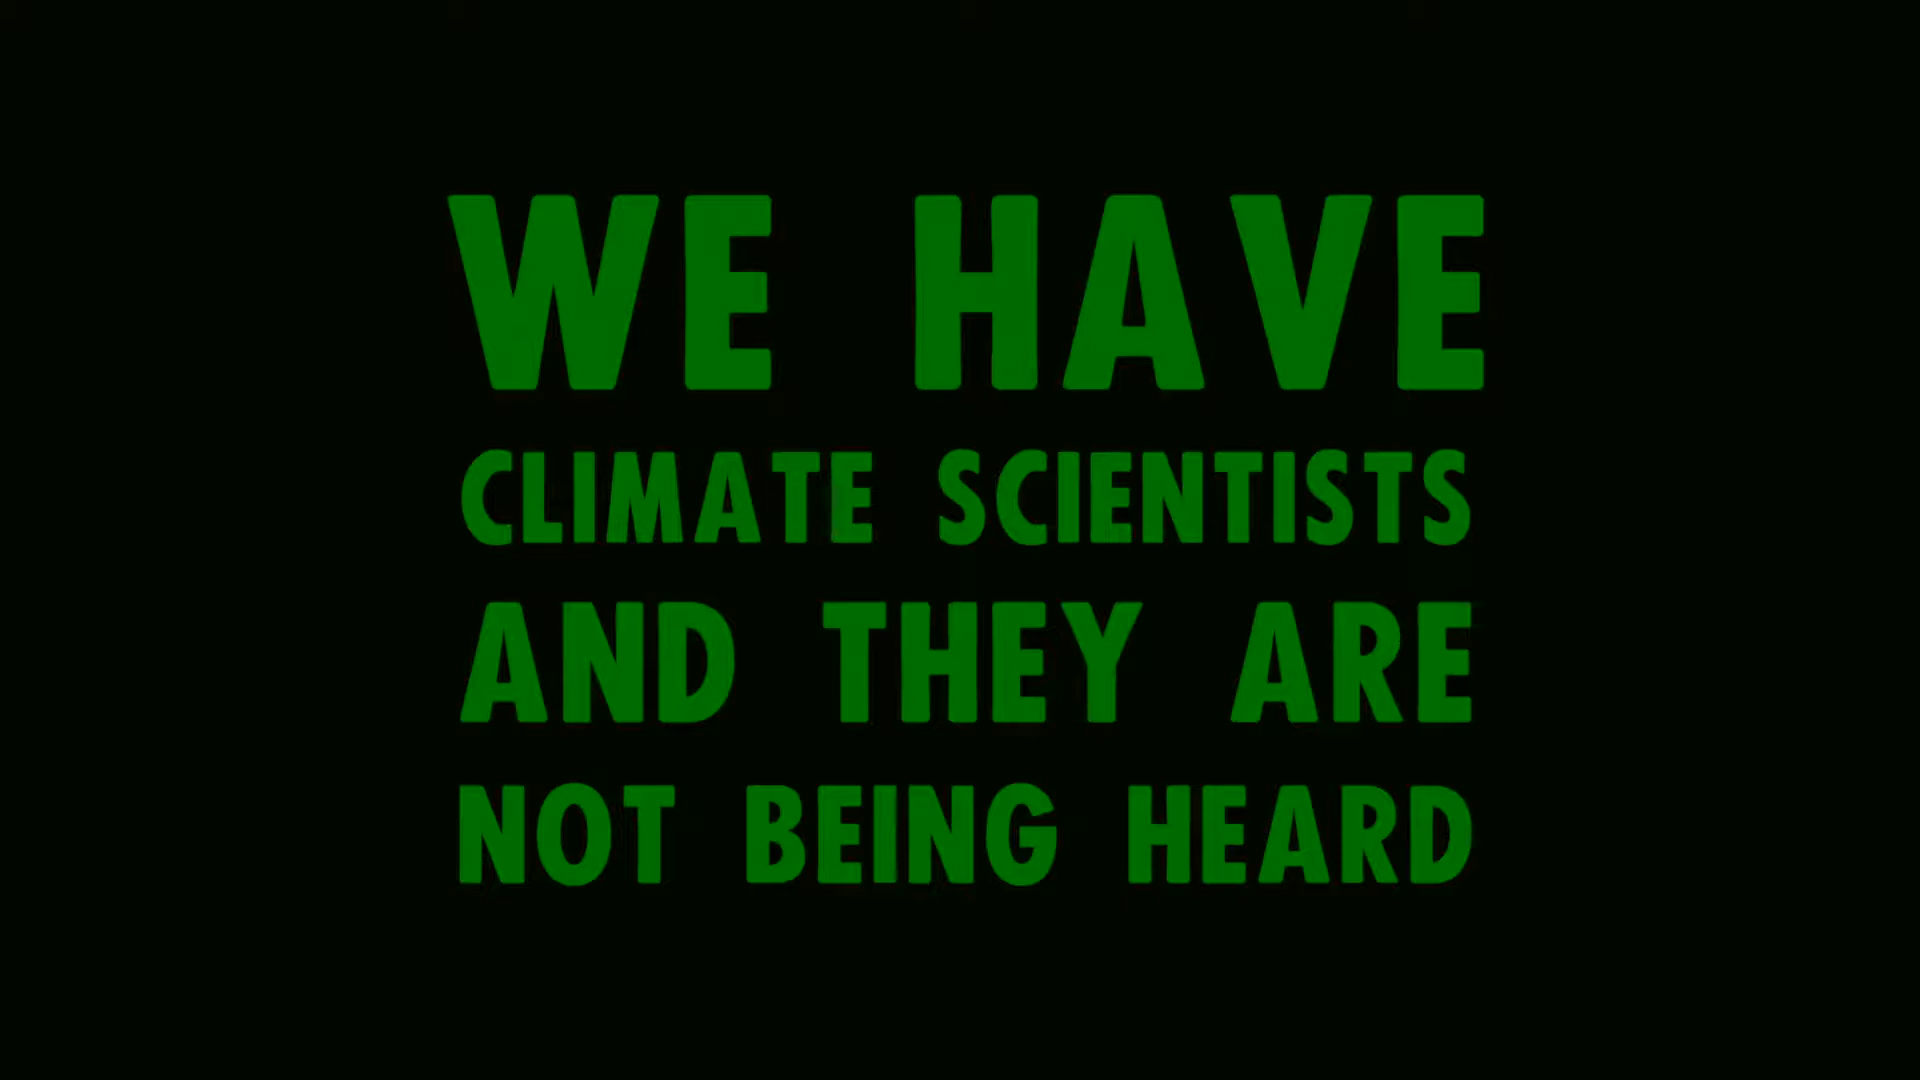 WE HAVE
CLIMATE SCIENTISTS
AND THEY ARE
NOT BEING HEARD